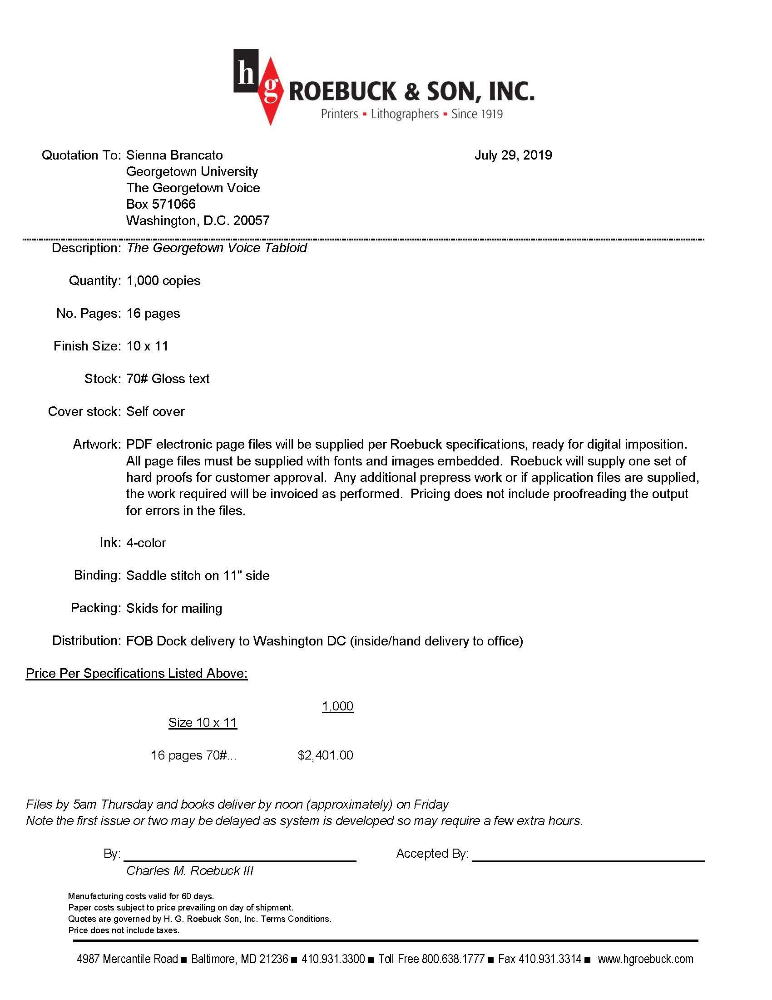 hg ROEBUCK & SON, INC.
Printers ▪ Lithographers ▪ Since 1919
Quotation To: Sienna Brancato July 29, 2019
Georgetown University
The Georgetown Voice
Box 571066
Washington, D.C. 20057
Description: The Georgetown Voice Tabloid
Quantity: 1,000 copies
No. Pages: 16 pages
Finish Size: 10 x 11
Stock: 70# Gloss text
Cover stock: Self cover
Artwork: PDF electronic page files will be supplied per Roebuck specifications, ready for digital imposition.
All page files must be supplied with fonts and images embedded. Roebuck will supply one set of
hard proofs for customer approval. Any additional prepress work or if application files are supplied,
the work required will be invoiced as performed. Pricing does not include proofreading the output
for errors in the files.
Ink: 4-color
Binding: Saddle stitch on 11" side
Packing: Skids for mailing
Distribution: FOB Dock delivery to Washington DC (inside/hand delivery to office)
Price Per Specifications Listed Above:
1,000
Size 10 x 11
16 pages 70#... $2,401.00
Files by 5am Thursday and books deliver by noon (approximately) on Friday
Note the first issue or two may be delayed as system is developed so may require a few extra hours.
By: Accepted By:
Charles M. Roebuck III
Manufacturing costs valid for 60 days.
Paper costs subject to price prevailing on day of shipment.
Quotes are governed by H. G. Roebuck Son, Inc. Terms Conditions.
Price does not include taxes.
4987 Mercantile Road ■ Baltimore, MD 21236 ■ 410.931.3300 ■ Toll Free 800.638.1777 ■ Fax 410.931.3314 ■ www.hgroebuck.com